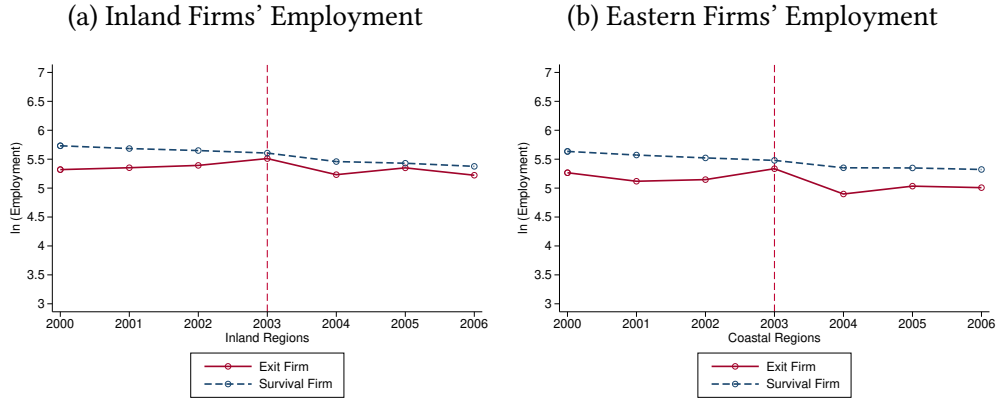 (a) Inland Firms’ Employment
7
6.5
6
5.5
5
4.5
4
3.5
3
ln (Employment)
2000 2001 2002 2003 2004 2005 2006
Inland Regions
Exit Firm
Survival Firm
(b) Eastern Firms’ Employment
7
6.5
6
5.5
5
4.5
4
3.5
3
ln (Employment)
2000 2001 2002 2003 2004 2005 2006
Coastal Regions
Exit Firm
Survival Firm